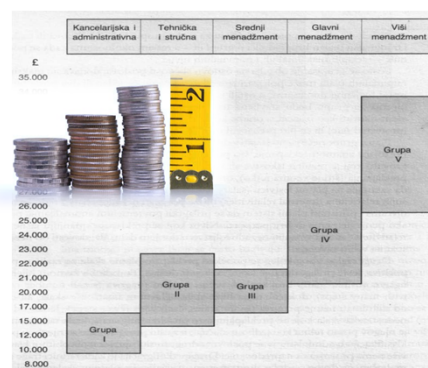 Kancelarijska i
administrativna
Tehnička
i stručna
Srednji
menadžment
Glavni
menadžment
Viši
menadžment
£
35.000
26.000
25.000
24.000
23.000
22.000
21.000
20.000
17.000
15.000
12.000
10.000
8.000
2
1
Grupa
V
Grupa
IV
Grupa
II
Grupa
III
Grupa
I